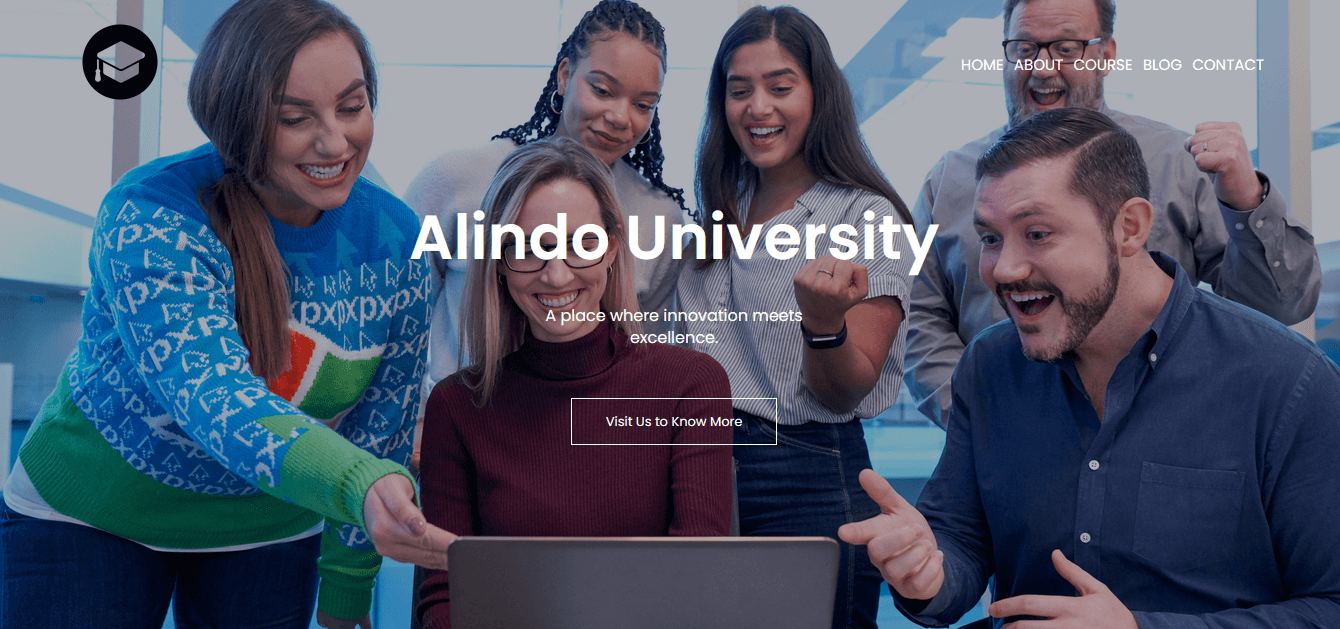 HOME ABOUT COURSE BLOG CONTACT
Alindo University
A place where innovation meets
excellence.
Visit Us to Know More